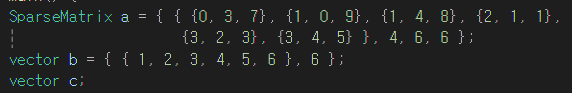 SparseMatrix a = { { {0, 3, 7}, {1, 0, 9}, {1, 4, 8}, {2, 1, 1},
{3, 2, 3}, {3, 4, 5} }, 4, 6, 6 };
vector b = { { 1, 2, 3, 4, 5, 6 }, 6 };
vector c;